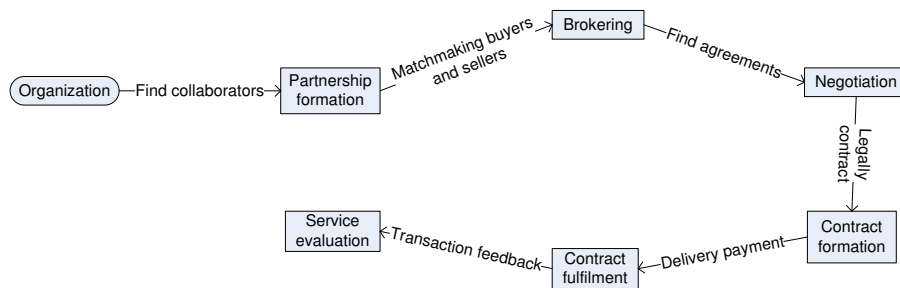 Organization
Find collaborators
Partnership
formation
Matchmaking buyers
and sellers
Brokering
Find agreements
Negotiation
Legally
contract
Contract
formation
Delivery payment
Contract
fulfilment
Transaction feedback
Service
evaluation